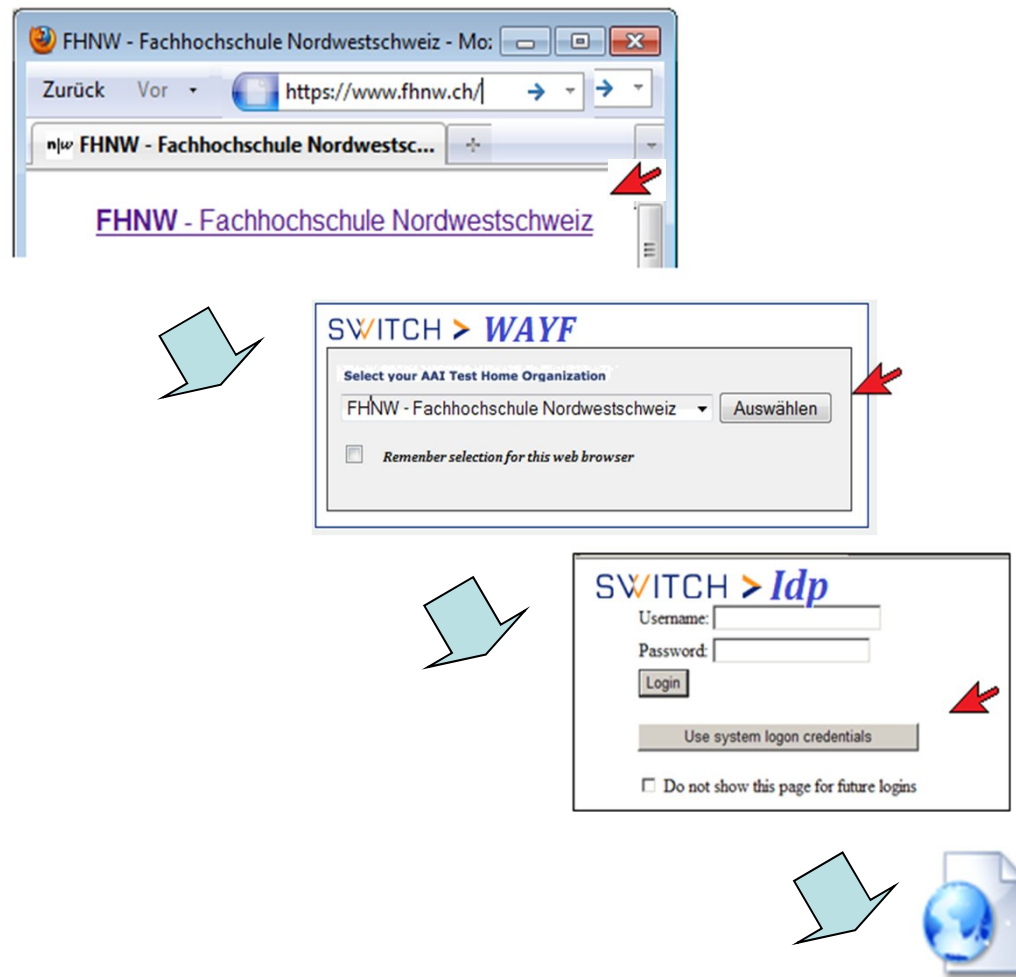 FHNW - Fachhochschule Nordwestschweiz - Mo:
Zurück Vor https://www.fhnw.ch/
n|w FHNW - Fachhochschule Nordwestsc...
FHNW - Fachhochschule Nordwestschweiz
SWITCH > WAYF
Select your AAI Test Home Organization
FHNW - Fachhochschule Nordwestschweiz Auswählen
Remenber selection for this web browser
SWITCH > Idp
Username:
Password:
Login
Use system logon credentials
Do not show this page for future logins